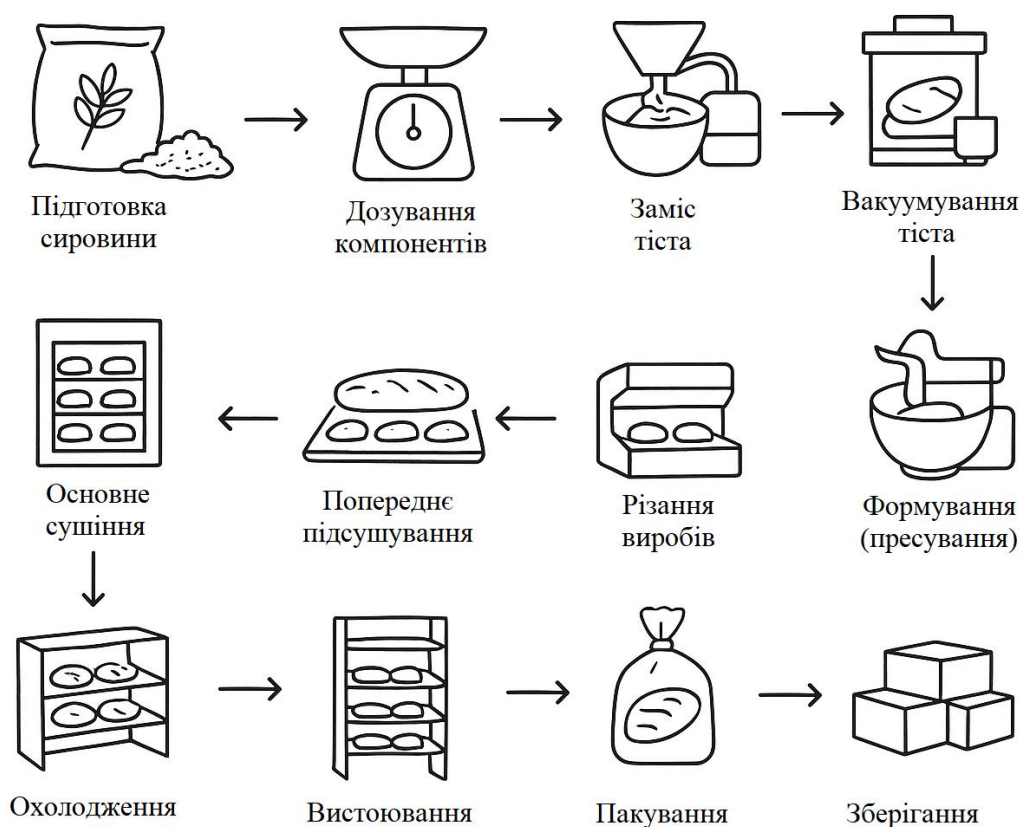 Підготовка
сировини
Дозування
компонентів
Заміс
тіста
Вакуумування
тіста
Формування
(пресування)
Різання
виробів
Попереднє
підсушування
Основне
сушіння
Охолодження
Вистоювання
Пакування
Зберігання